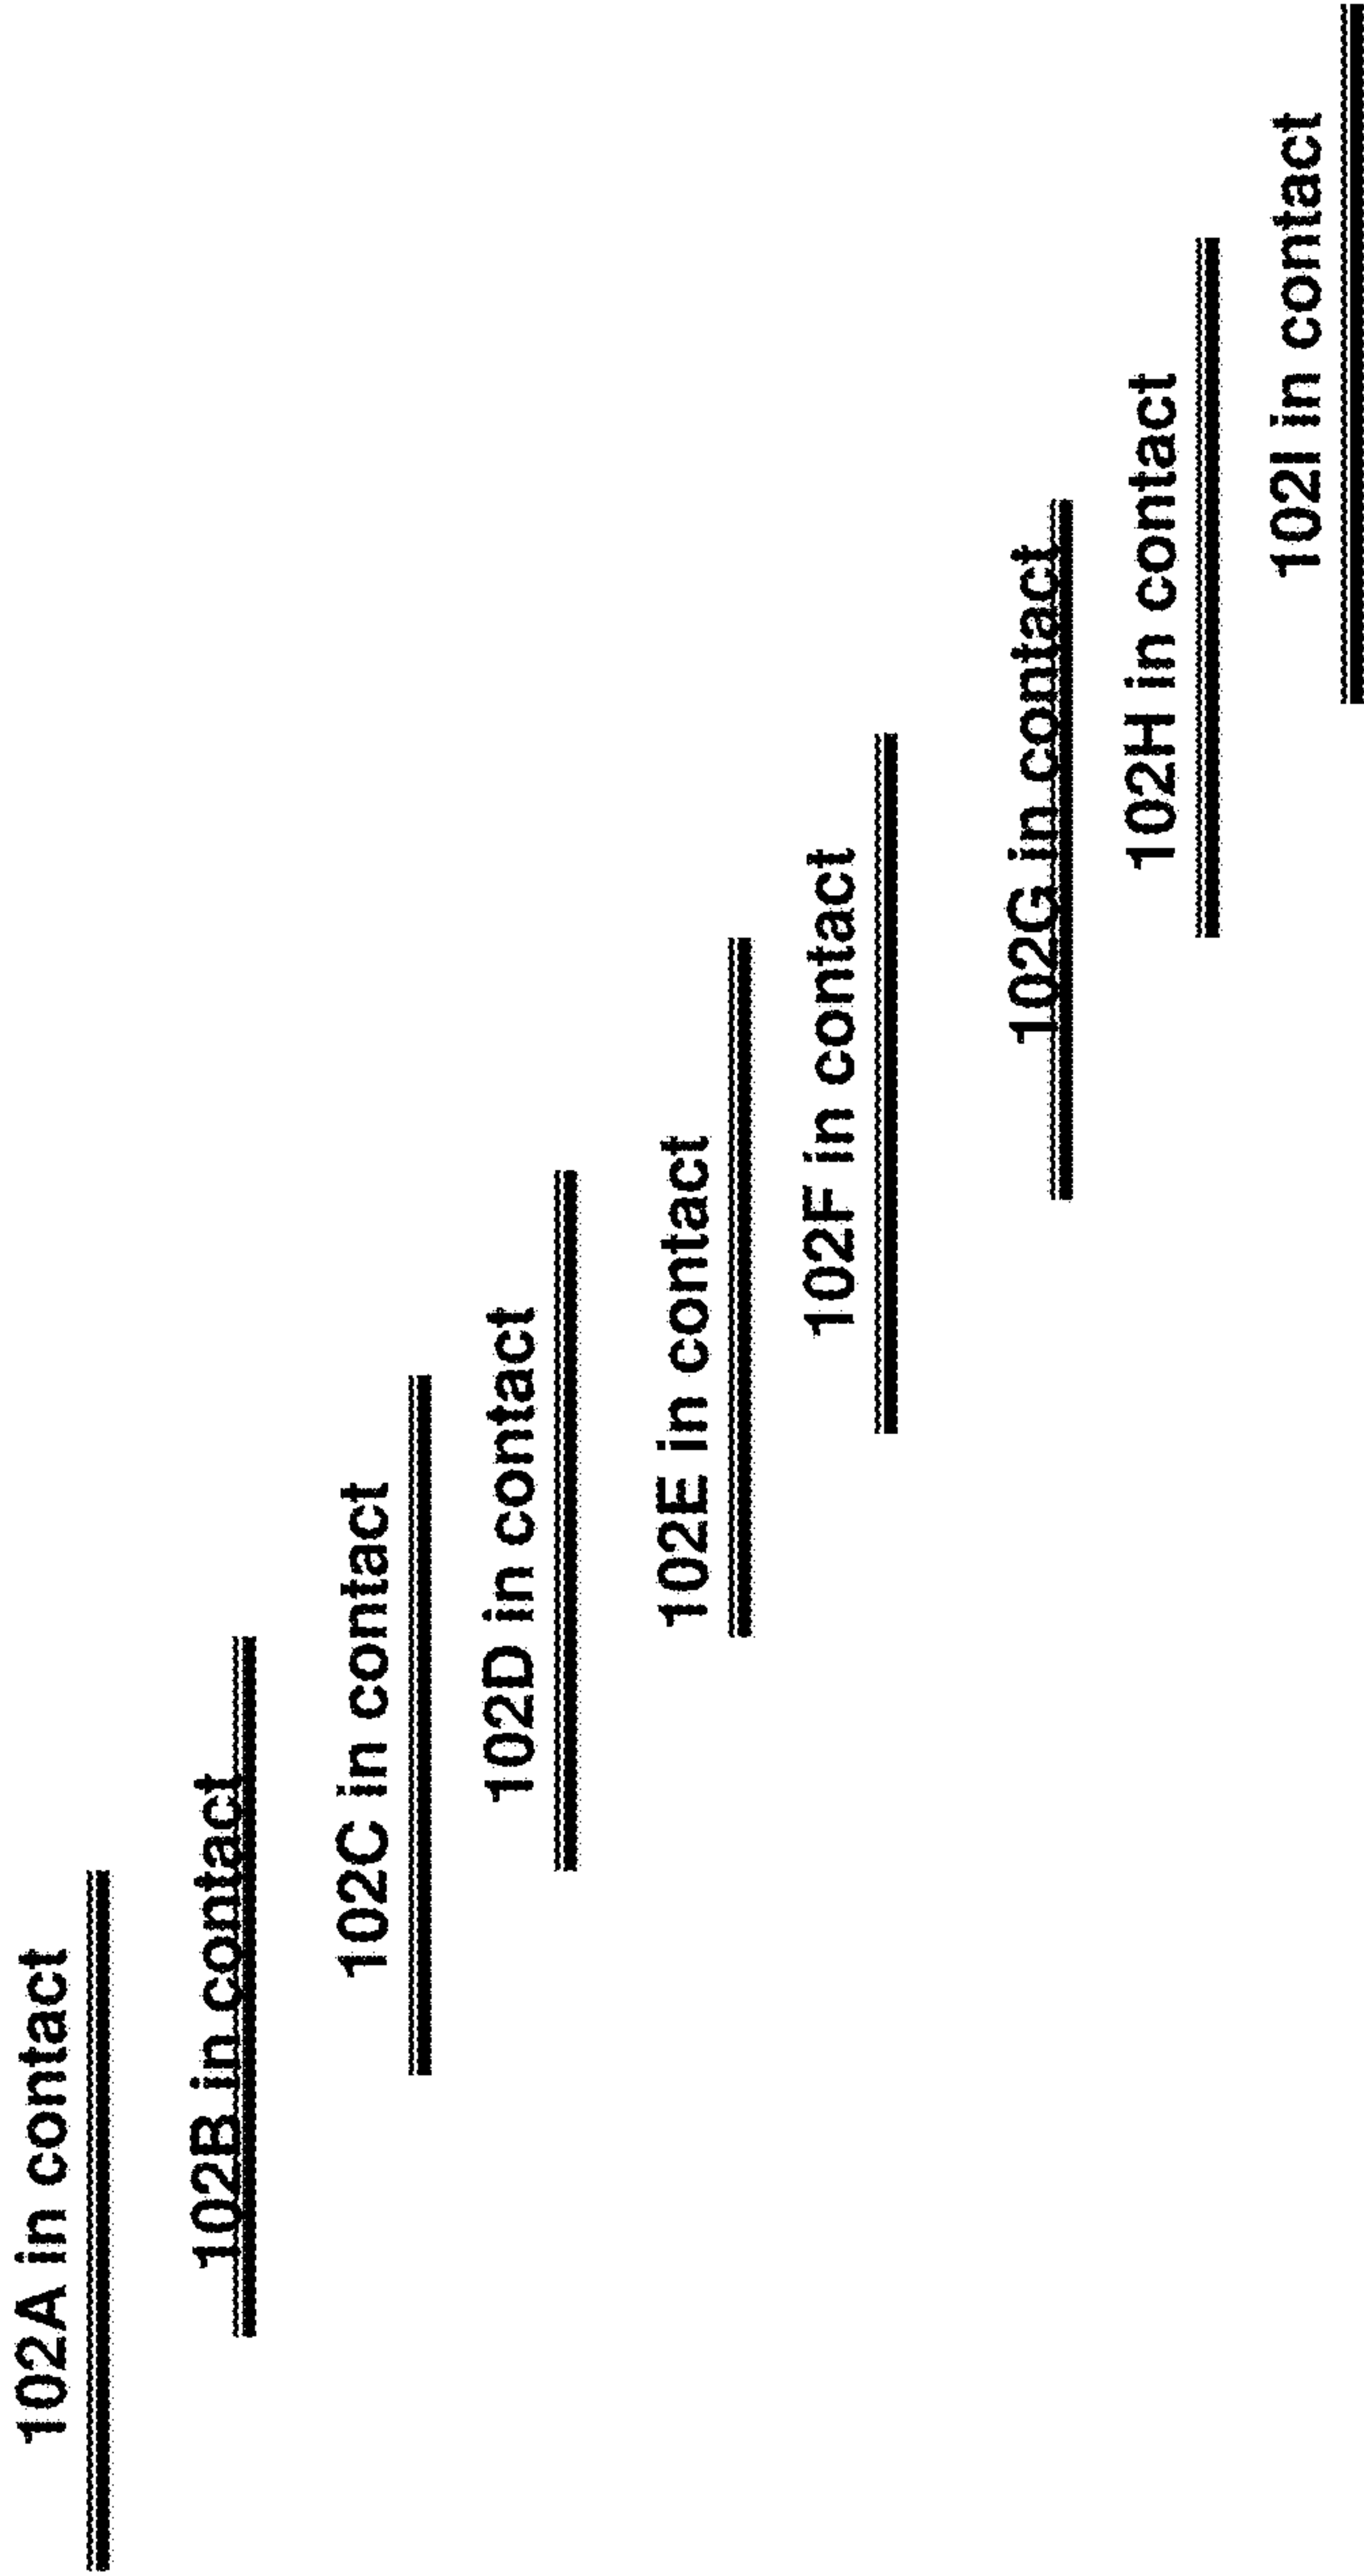 102A in contact
102B in contact
102C in contact
102D in contact
102E in contact
102F in contact
102G in contact
102H in contact
102I in contact